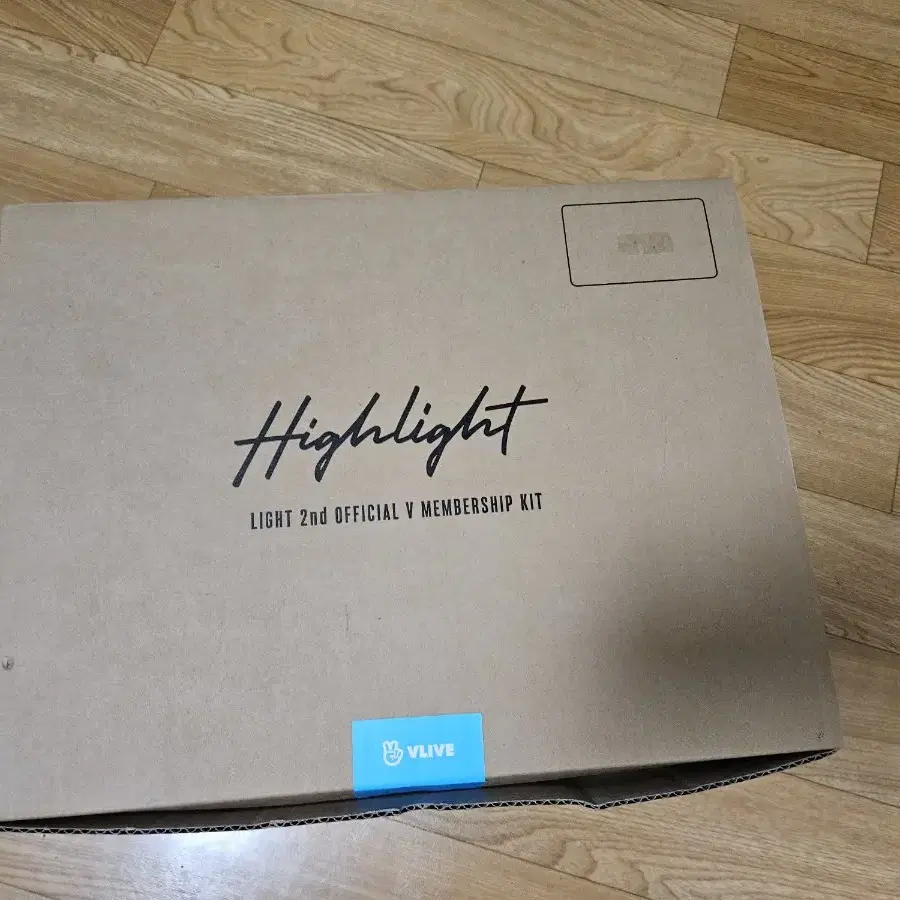 Highlight
LIGHT 2nd OFFICIAL V MEMBERSHIP KIT
VLIVE